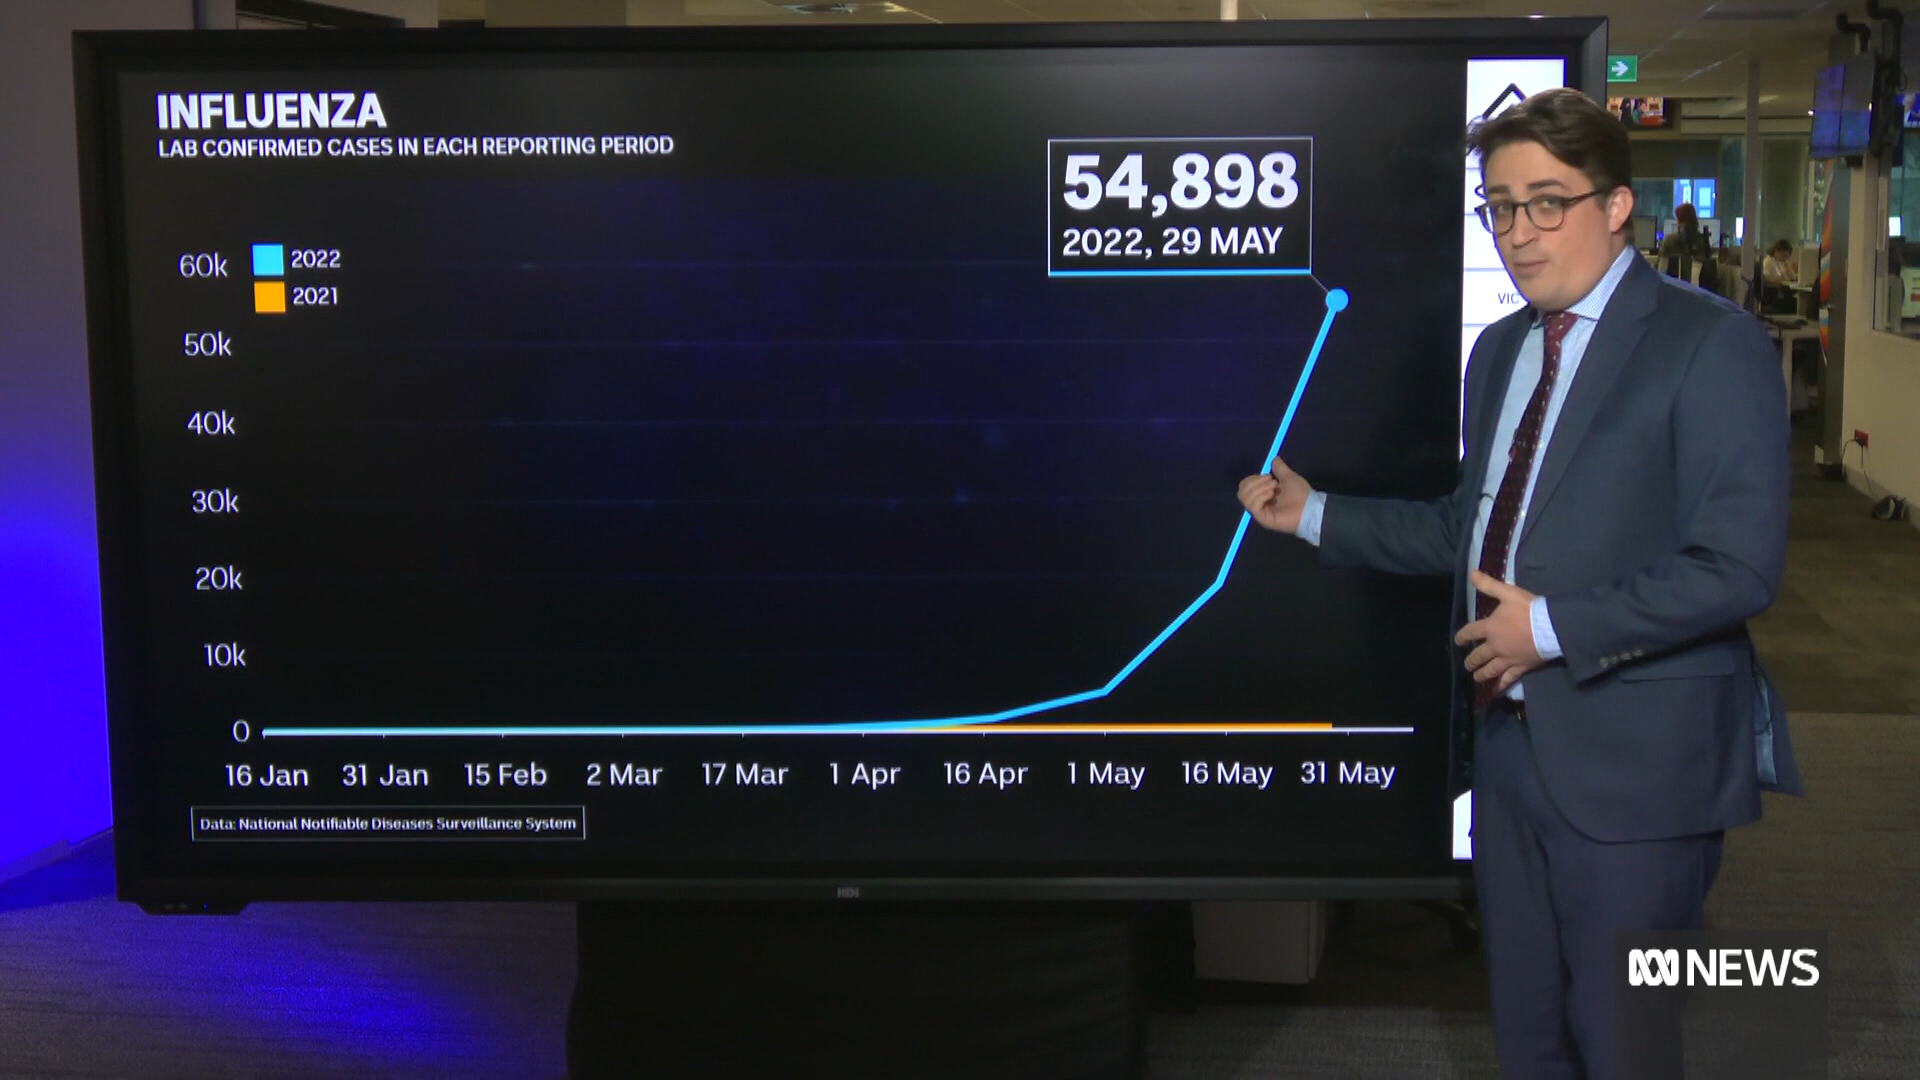 INFLUENZA
LAB CONFIRMED CASES IN EACH REPORTING PERIOD
54,898
2022, 29 MAY
2022
2021
60k
50k
40k
30k
20k
10k
0
VIC
16 Jan 31 Jan 15 Feb 2 Mar 17 Mar 1 Apr 16 Apr 1 May 16 May 31 May
Data: National Notifiable Diseases Surveillance System
NEWS